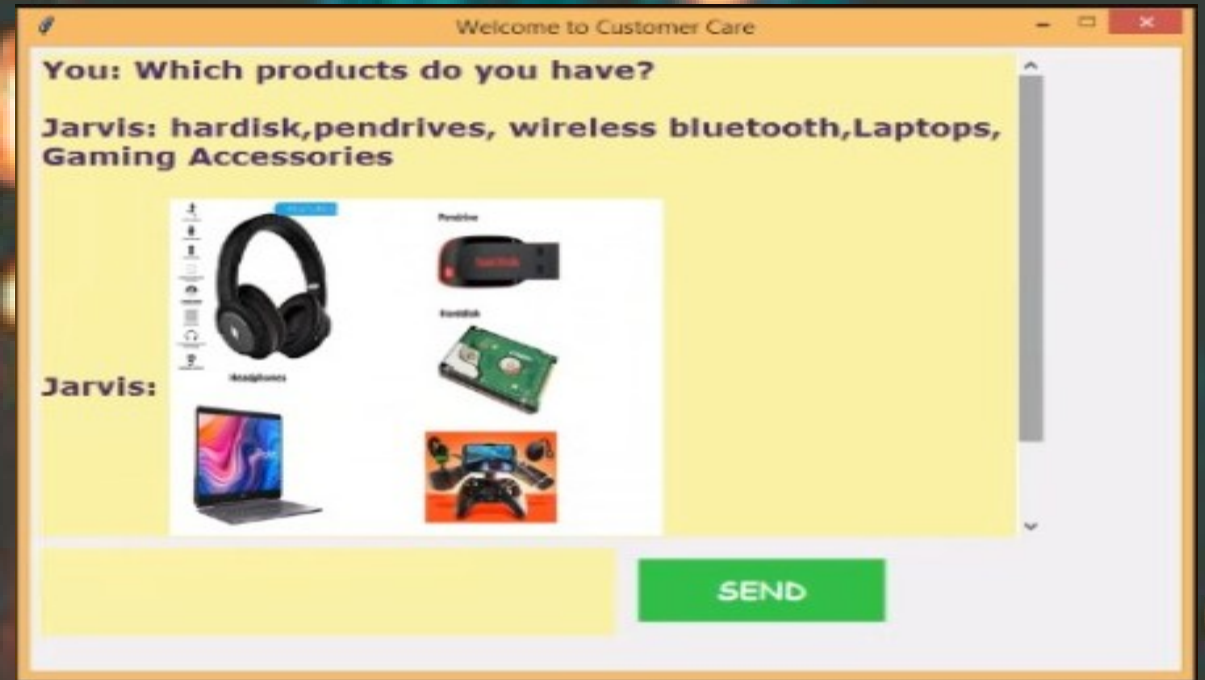 Welcome to Customer Care
You: Which products do you have?
Jarvis: hardisk,pendrives, wireless bluetooth,Laptops,
Gaming Accessories
Jarvis:
Pendrive
SanDisk
Harddisk
Headphones
SEND